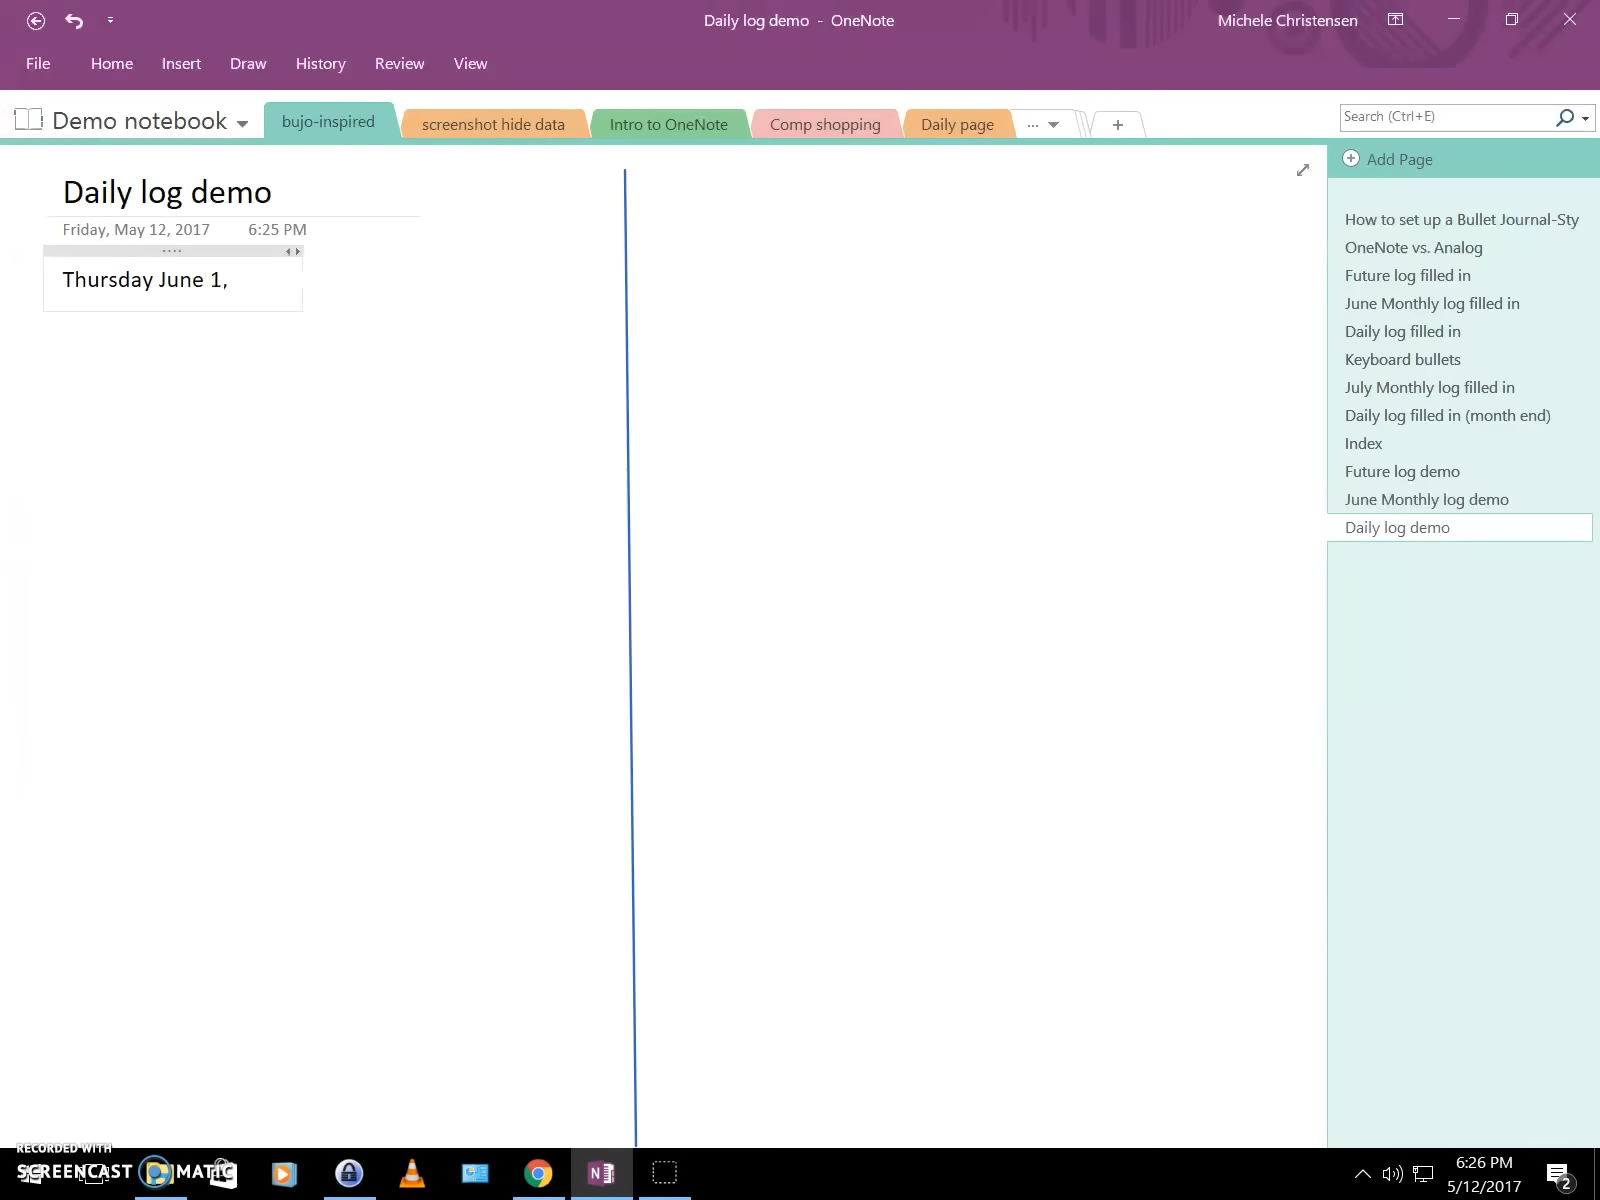 Daily log demo - OneNote
Michele Christensen
File Home Insert Draw History Review View
Demo notebook
bujo-inspired
screenshot hide data
Intro to OneNote
Comp shopping
Daily page
...
+
Search (Ctrl+E)
Add Page
Daily log demo
Friday, May 12, 2017 6:25 PM
Thursday June 1,
How to set up a Bullet Journal-Sty
OneNote vs. Analog
Future log filled in
June Monthly log filled in
Daily log filled in
Keyboard bullets
July Monthly log filled in
Daily log filled in (month end)
Index
Future log demo
June Monthly log demo
Daily log demo
RECORDED WITH
SCREENCAST MATIC
N
6:26 PM
5/12/2017
2